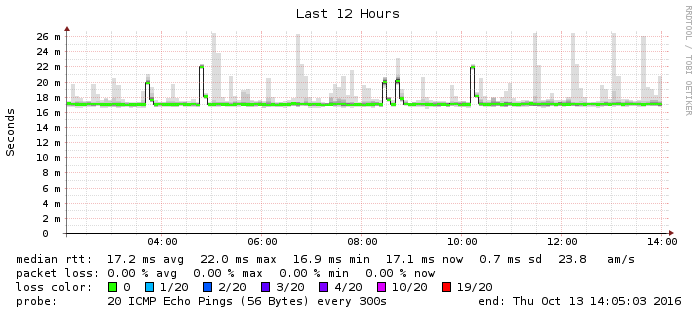 Last 12 Hours
RRDTOOL / TOBI OETIKER
Seconds
26 m
24 m
22 m
20 m
18 m
16 m
14 m
12 m
10 m
8 m
6 m
4 m
2 m
0
04:00 06:00 08:00 10:00 12:00 14:00
median rtt: 17.2 ms avg 22.0 ms max 16.9 ms min 17.1 ms now 0.7 ms sd 23.8 am/s
packet loss: 0.00 % avg 0.00 % max 0.00 % min 0.00 % now
loss color: 0 1/20 2/20 3/20 4/20 10/20 19/20
probe: 20 ICMP Echo Pings (56 Bytes) every 300s end: Thu Oct 13 14:05:03 2016